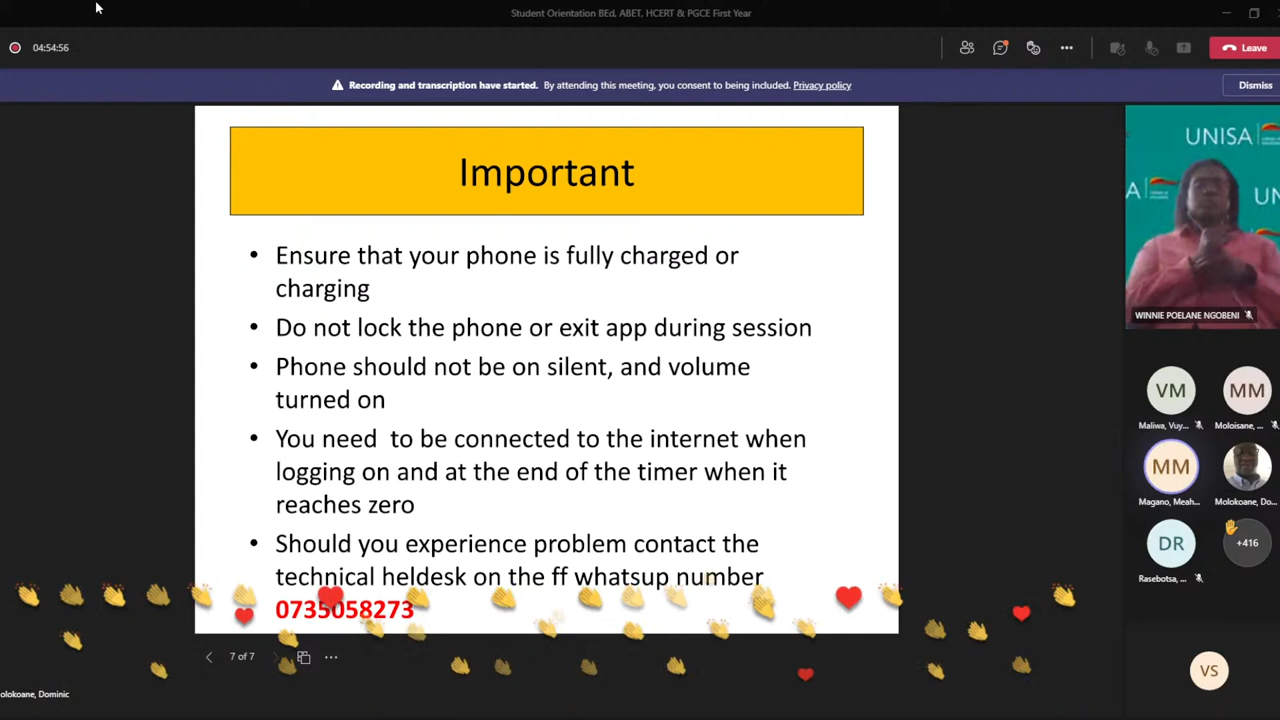 Student Orientation BEd, ABET, HCERT & PGCE First Year
04:54:56
Leave
Recording and transcription have started. By attending this meeting, you consent to being included. Privacy policy
Dismiss
Important
• Ensure that your phone is fully charged or
charging
• Do not lock the phone or exit app during session
• Phone should not be on silent, and volume
turned on
• You need to be connected to the internet when
logging on and at the end of the timer when it
reaches zero
• Should you experience problem contact the
technical heldesk on the ff whatsup number
0735058273
7 of 7
olokoane, Dominic
UNISA
WINNIE POELANE NGOBENI
VM
MM
Maliwa, Vuy...
Moloisane, ...
MM
Magano, Meah...
Molokoane, Do...
DR
+416
Rasebotsa, ...
VS